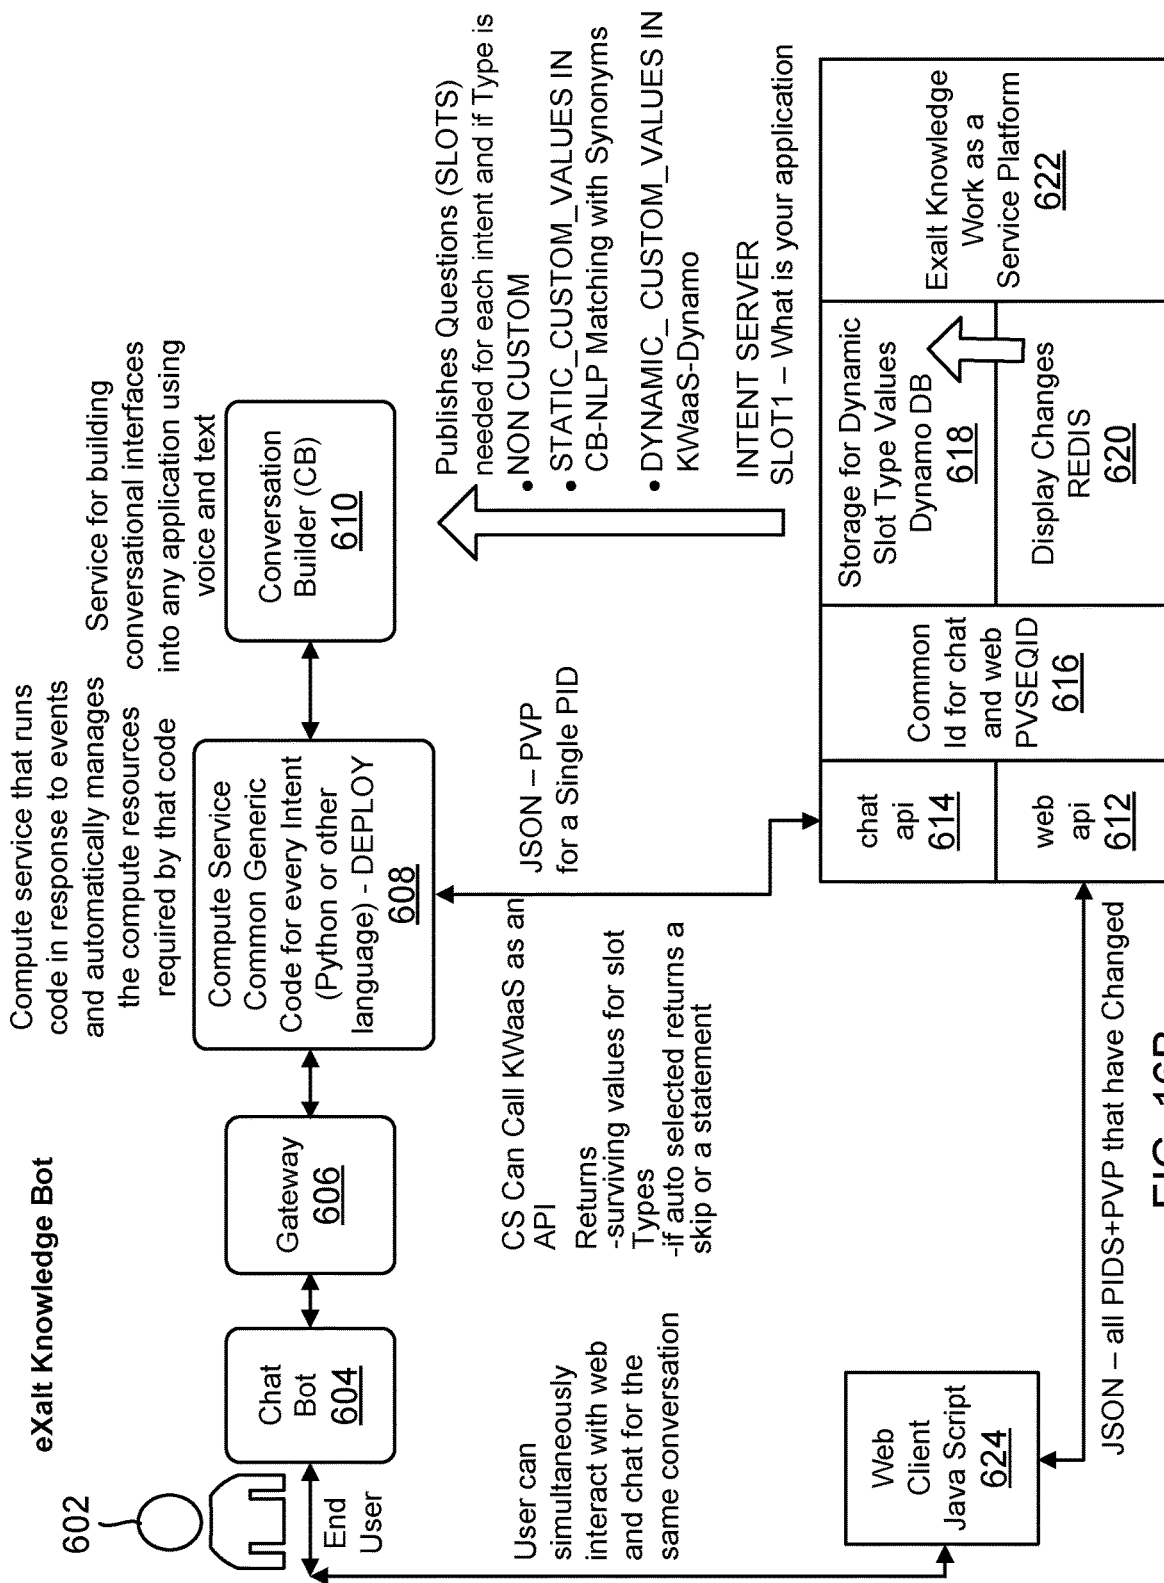 eXalt Knowledge Bot
602
End
User
Chat
Bot
604
Gateway
606
Compute service that runs
code in response to events
and automatically manages
the compute resources
required by that code
Compute Service
Common Generic
Code for every Intent
(Python or other
language) - DEPLOY
608
Service for building
conversational interfaces
into any application using
voice and text
Conversation
Builder (CB)
610
Publishes Questions (SLOTS)
needed for each intent and if Type is
• NON CUSTOM
• STATIC_CUSTOM_VALUES IN
CB-NLP Matching with Synonyms
• DYNAMIC_CUSTOM_VALUES IN
KWaaS-Dynamo
INTENT SERVER
SLOT1 – What is your application
User can
simultaneously
interact with web
and chat for the
same conversation
CS Can Call KWaaS as an
API
Returns
-surviving values for slot
Types
-if auto selected returns a
skip or a statement
JSON – PVP
for a Single PID
Web
Client
Java Script
624
JSON – all PIDS+PVP that have Changed
chat
api
614
web
api
612
Common
Id for chat
and web
PVSEQID
616
Storage for Dynamic
Slot Type Values
Dynamo DB
618
Display Changes
REDIS
620
Exalt Knowledge
Work as a
Service Platform
622